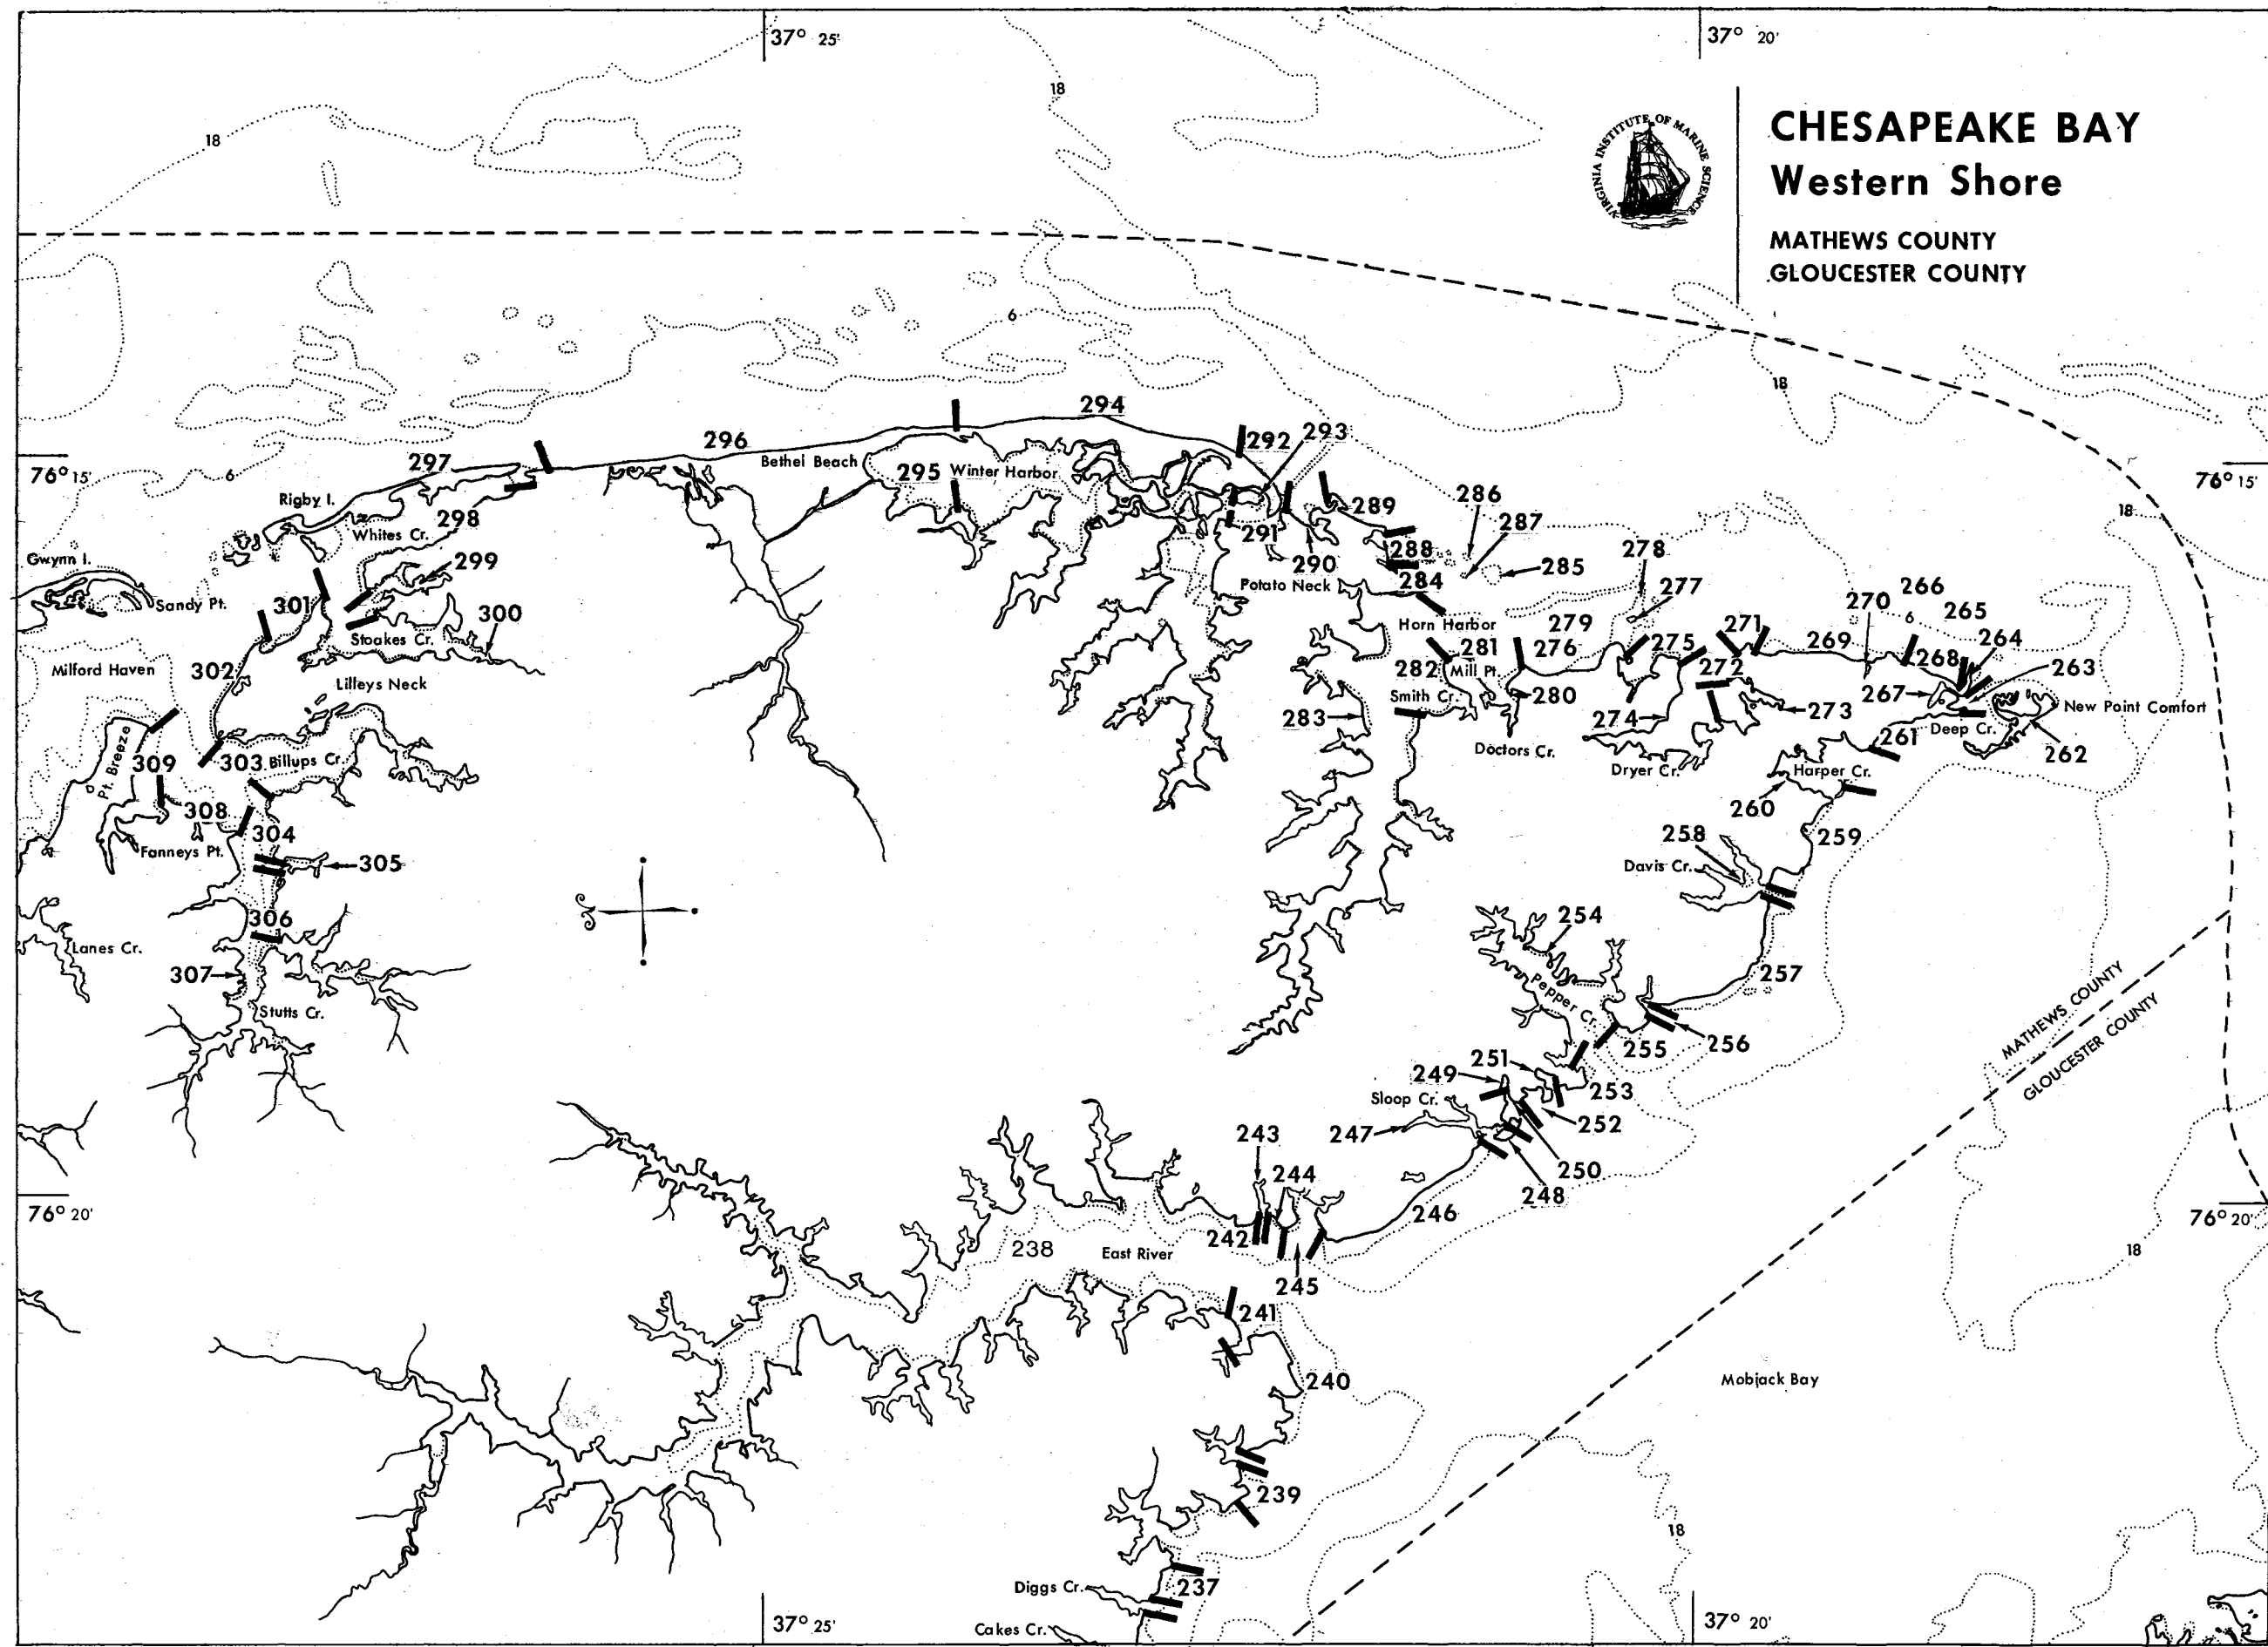 37° 25'
37° 20'
18
18
VIRGINIA INSTITUTE OF MARINE SCIENCE
CHESAPEAKE BAY
Western Shore
MATHEWS COUNTY
GLOUCESTER COUNTY
6
18
294
292
293
296
297
Bethel Beach
295
Winter Harbor
76° 15'
6
76° 15'
Rigby I.
298
Whites Cr.
289
286
287
18
291
288
278
Gwynn I.
299
290
285
Potato Neck
284
277
266
270
6
265
Sandy Pt.
301
300
Stoakes Cr.
Horn Harbor
279
271
264
281
276
275
269
268
263
302
282
Mill Pt.
272
Milford Haven
Lilleys Neck
Smith Cr.
280
267
New Point Comfort
283
274
273
Deep Cr.
261
262
Pt. Breeze
309
303
Billups Cr.
Doctors Cr.
Dryer Cr.
Harper Cr.
308
260
304
258
259
Fanneys Pt.
305
Davis Cr.
306
254
Lanes Cr.
307
Pepper Cr.
257
Stutts Cr.
MATHEWS COUNTY
GLOUCESTER COUNTY
255
256
251
249
253
Sloop Cr.
252
247
243
250
244
248
76° 20'
246
76° 20'
242
238
East River
18
245
241
240
Mobjack Bay
239
18
237
Diggs Cr.
Cakes Cr.
37° 25'
37° 20'